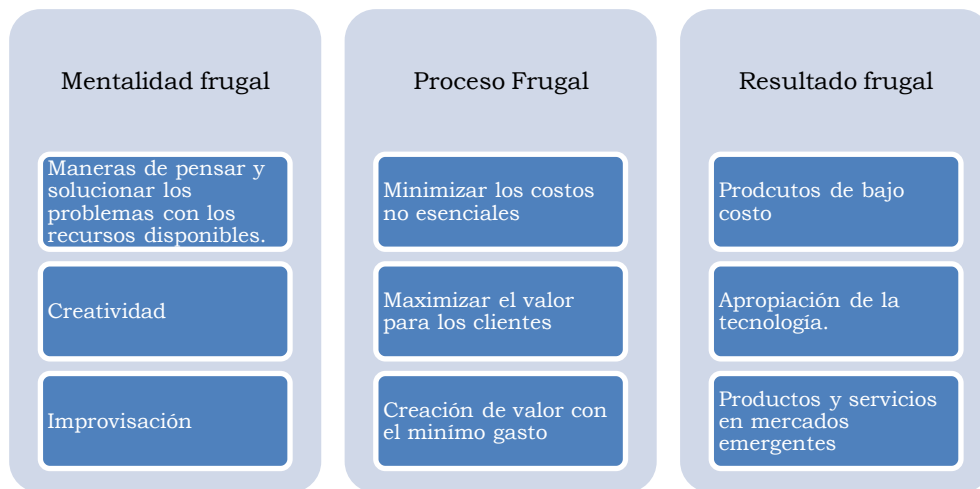 Mentalidad frugal
Maneras de pensar y
solucionar los
problemas con los
recursos disponibles.
Creatividad
Improvisación
Proceso Frugal
Minimizar los costos
no esenciales
Maximizar el valor
para los clientes
Creación de valor con
el minímo gasto
Resultado frugal
Prodcutos de bajo
costo
Apropiación de la
tecnología.
Productos y servicios
en mercados
emergentes